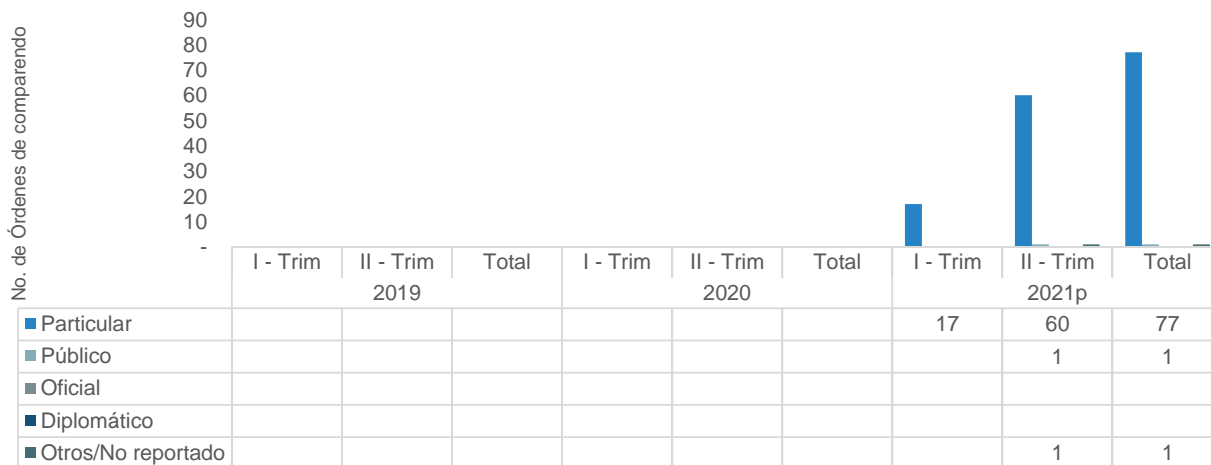 No. de Órdenes de comparendo
90
80
70
60
50
40
30
20
10
-
I - Trim II - Trim Total I - Trim II - Trim Total I - Trim II - Trim Total
2019 2020 2021p
Particular 17 60 77
Público 1 1
Oficial
Diplomático
Otros/No reportado 1 1